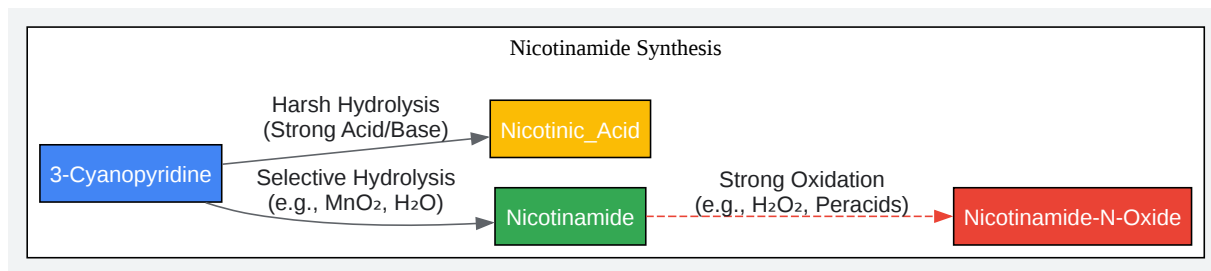 Nicotinamide Synthesis
Harsh Hydrolysis
(Strong Acid/Base)
Nicotinic_Acid
3-Cyanopyridine
Selective Hydrolysis
(e.g., MnO₂, H₂O)
Nicotinamide
Strong Oxidation
(e.g., H₂O₂, Peracids)
Nicotinamide-N-Oxide